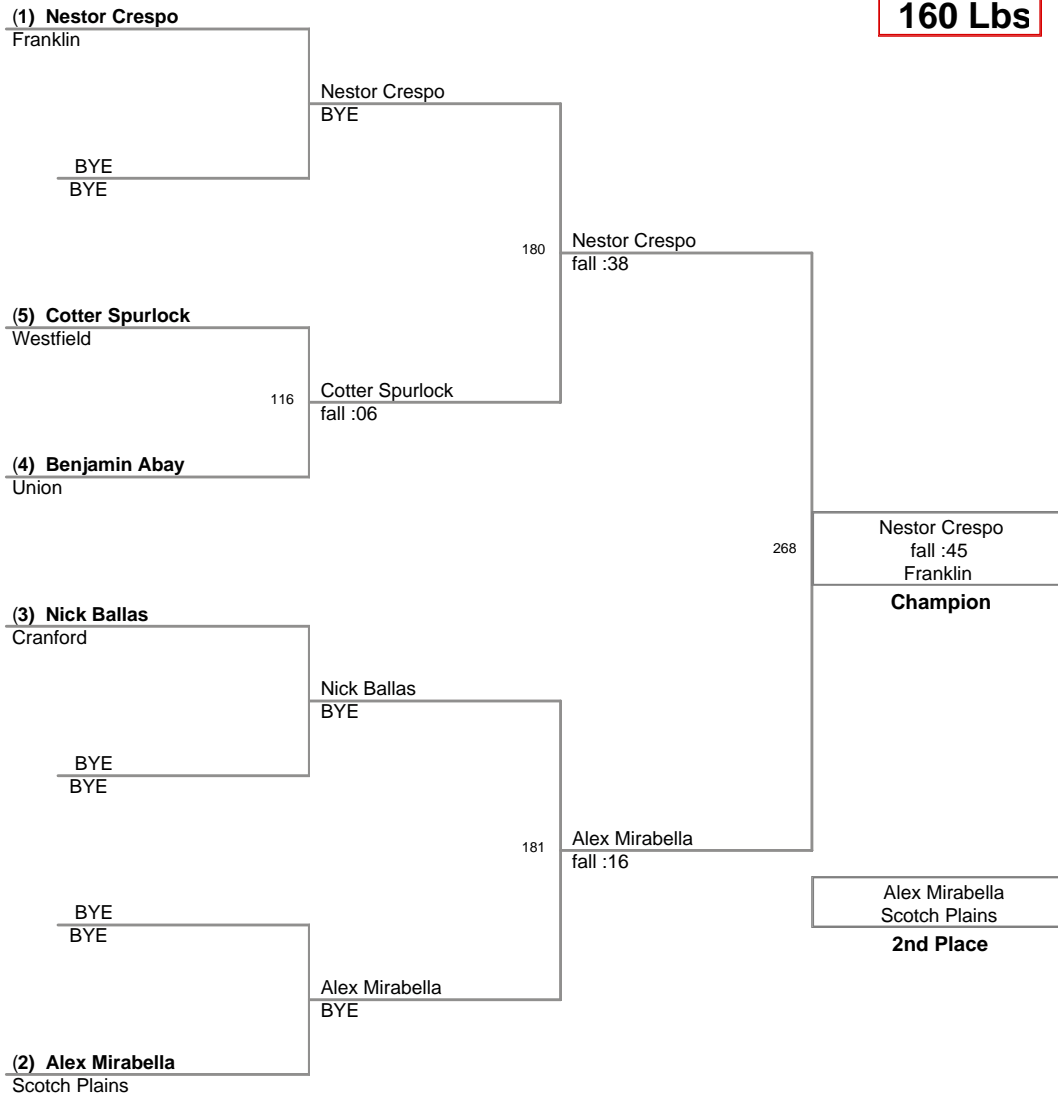 160 Lbs
(1) Nestor Crespo
Franklin
Nestor Crespo
BYE
BYE
BYE
180
Nestor Crespo
fall :38
(5) Cotter Spurlock
Westfield
116
Cotter Spurlock
fall :06
(4) Benjamin Abay
Union
268
Nestor Crespo
fall :45
Franklin
Champion
(3) Nick Ballas
Cranford
Nick Ballas
BYE
BYE
BYE
181
Alex Mirabella
fall :16
BYE
BYE
Alex Mirabella
Scotch Plains
2nd Place
Alex Mirabella
BYE
(2) Alex Mirabella
Scotch Plains